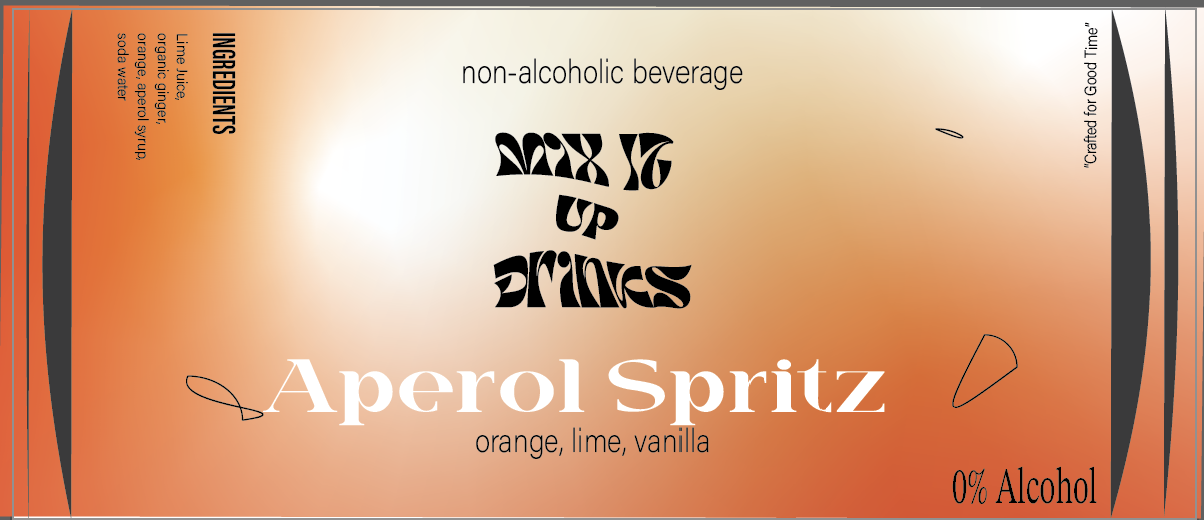 INGREDIENTS
Lime Juice,
organic ginger,
orange, aperol syrup,
soda water
non-alcoholic beverage
MIX IT
UP
DRINKS
Aperol Spritz
orange, lime, vanilla
"Crafted for Good Time"
0% Alcohol